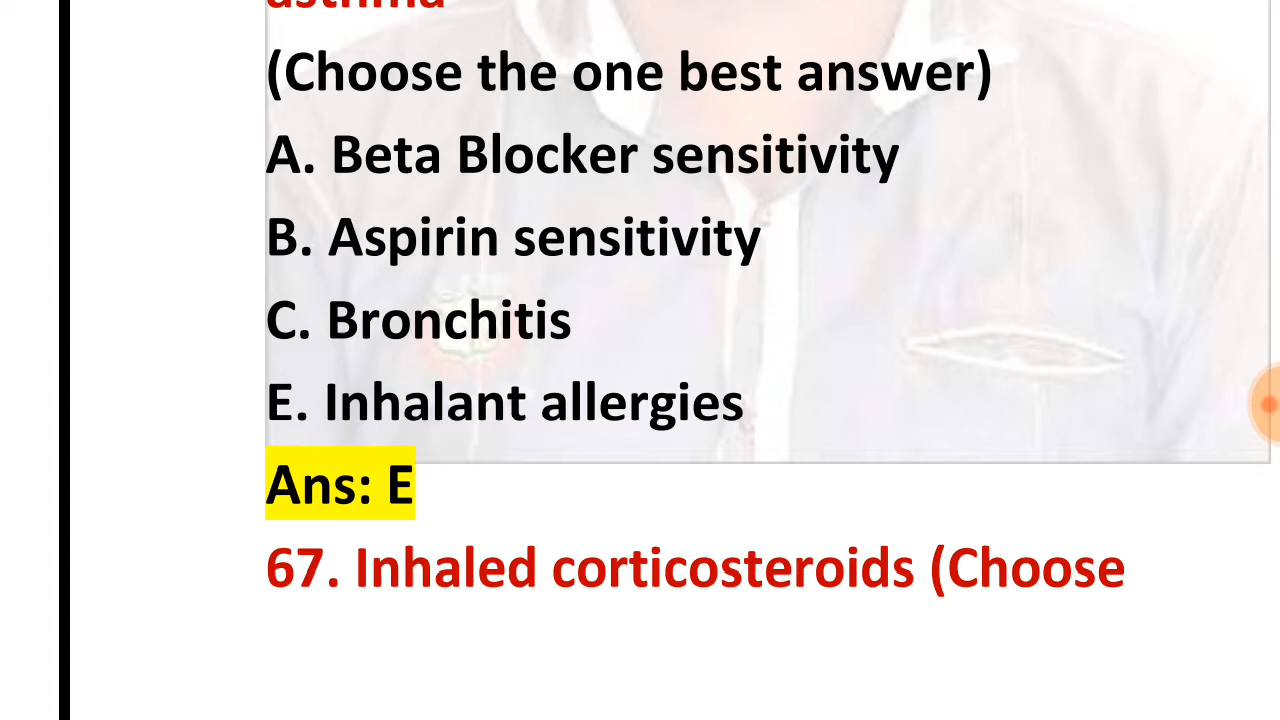 asthma
(Choose the one best answer)
A. Beta Blocker sensitivity
B. Aspirin sensitivity
C. Bronchitis
E. Inhalant allergies
Ans: E
67. Inhaled corticosteroids (Choose